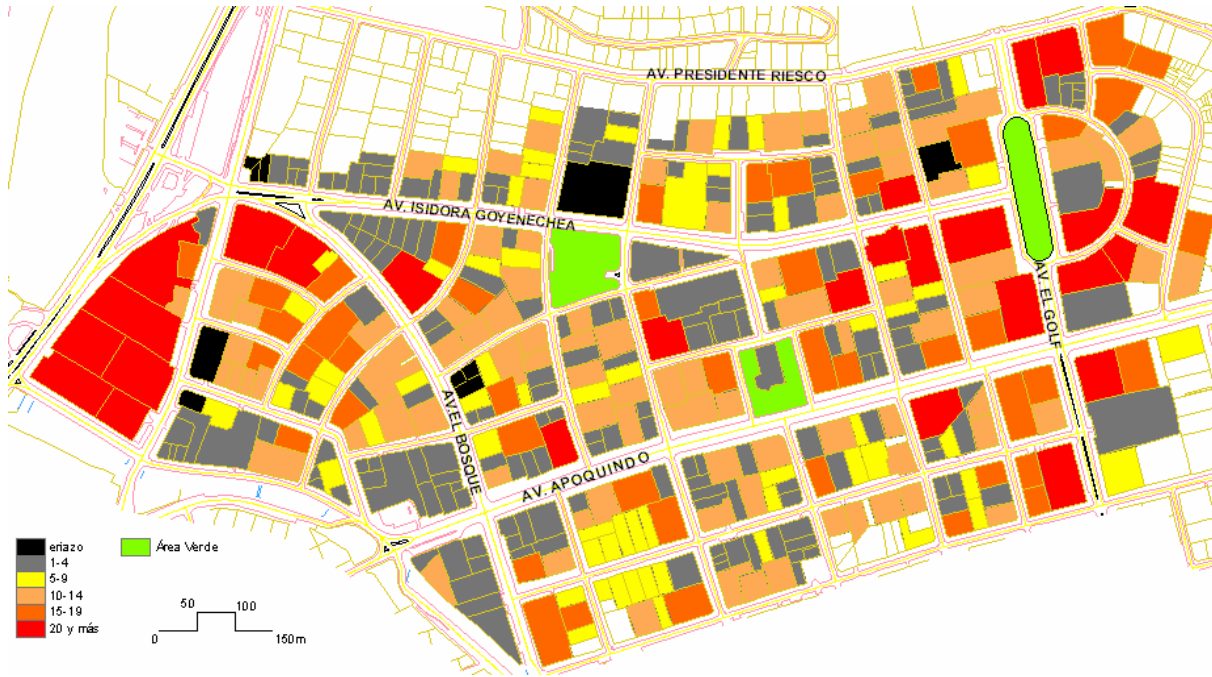 AV. PRESIDENTE RIESCO
AV. ISIDORA GOYENECHEA
AV. EL GOLF
AV.EL BOSQUE
AV. APOQUINDO
eriazo
1-4
5-9
10-14
15-19
20 y más
Área Verde
50 100
0 150m